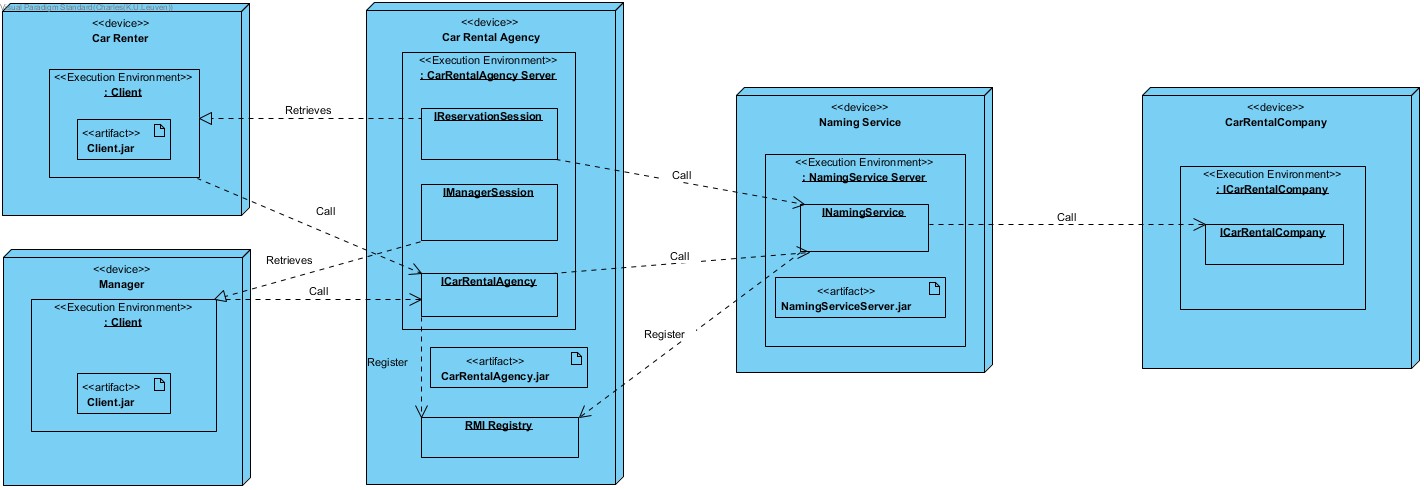 Visual Paradigm Standard(Charles(K.U.Leuven))
<<device>>
Car Renter
<<Execution Environment>>
: Client
<<artifact>>
Client.jar
<<device>>
Manager
<<Execution Environment>>
: Client
<<artifact>>
Client.jar
Retrieves
Call
Retrieves
Call
<<device>>
Car Rental Agency
<<Execution Environment>>
: CarRentalAgency Server
IReservationSession
IManagerSession
ICarRentalAgency
Register
<<artifact>>
CarRentalAgency.jar
RMI Registry
Call
Call
Register
<<device>>
Naming Service
<<Execution Environment>>
: NamingService Server
INamingService
<<artifact>>
NamingServiceServer.jar
Call
<<device>>
CarRentalCompany
<<Execution Environment>>
: ICarRentalCompany
ICarRentalCompany